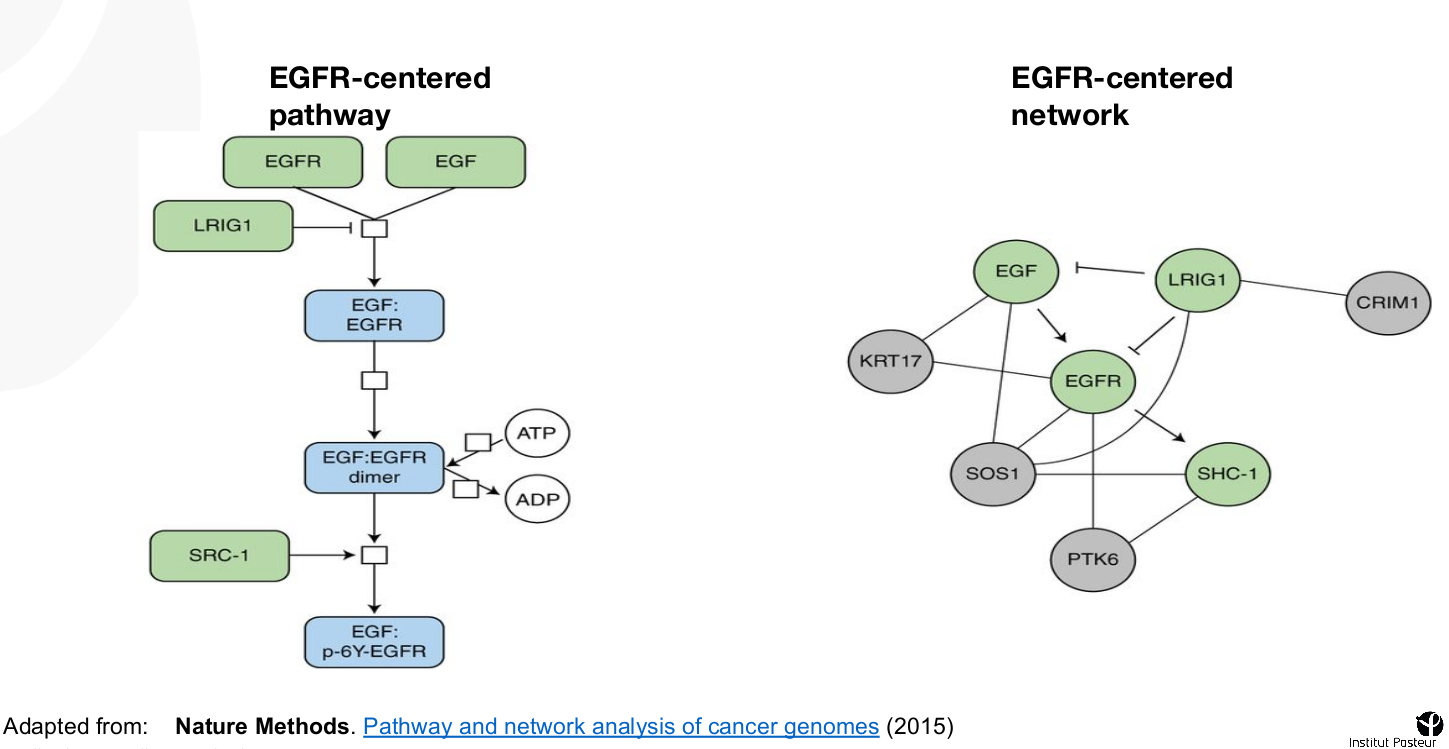 EGFR-centered
pathway
EGFR
EGF
LRIG1
EGF:
EGFR
EGF:EGFR
dimer
ATP
ADP
SRC-1
EGF:
p-6Y-EGFR
EGFR-centered
network
EGF
LRIG1
CRIM1
KRT17
EGFR
SOS1
SHC-1
PTK6
Adapted from: Nature Methods. Pathway and network analysis of cancer genomes (2015)
Institut Pasteur